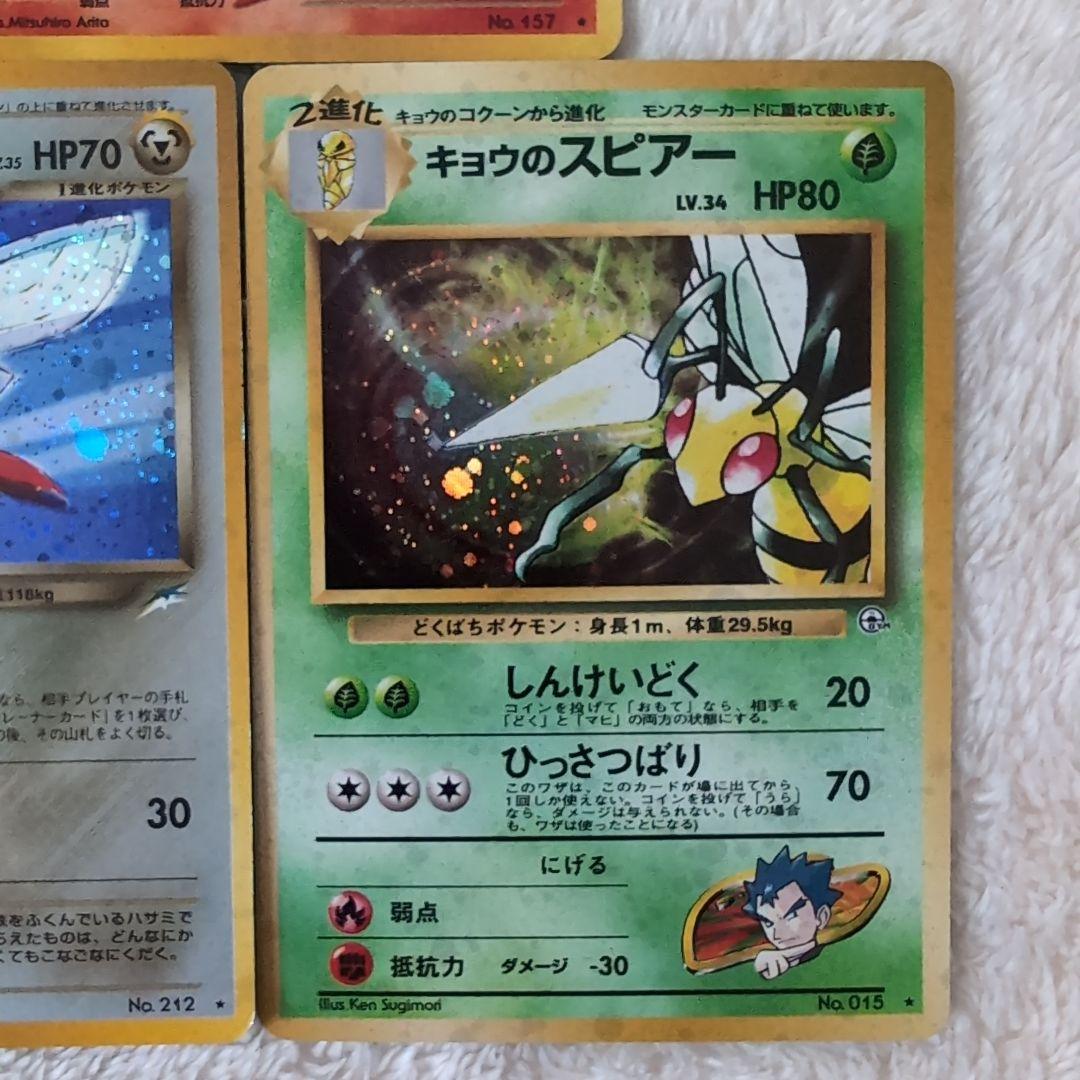 弱点
抵抗力
s.Mitsuhiro Arita
No. 157 ★
の上に重ねて進化させます。
35 HP70
1進化ポケモン
118kg
なら、相手プレイヤーの手札
レーナーカード」を1枚選び、
の後、その山札をよく切る。
30
をふくんでいるハサミで
らえたものは、どんなにか
くてもこなごなにくだく。
No. 212 ★
2進化 キョウのコクーンから進化 モンスターカードに重ねて使います。
キョウのスピアー
LV.34 HP80
どくばちポケモン:身長1m、体重29.5kg
GYM
しんけいどく 20
コインを投げて「おもて」なら、相手を
「どく」と「マヒ」の両方の状態にする。
ひっさつばり 70
このワザは、このカードが場に出てから、
1回しか使えない。コインを投げて「うら」
なら、ダメージは与えられない。(その場合
も、ワザは使ったことになる)
にげる
弱点
抵抗力 ダメージ -30
Illus. Ken Sugimori
No. 015 ★